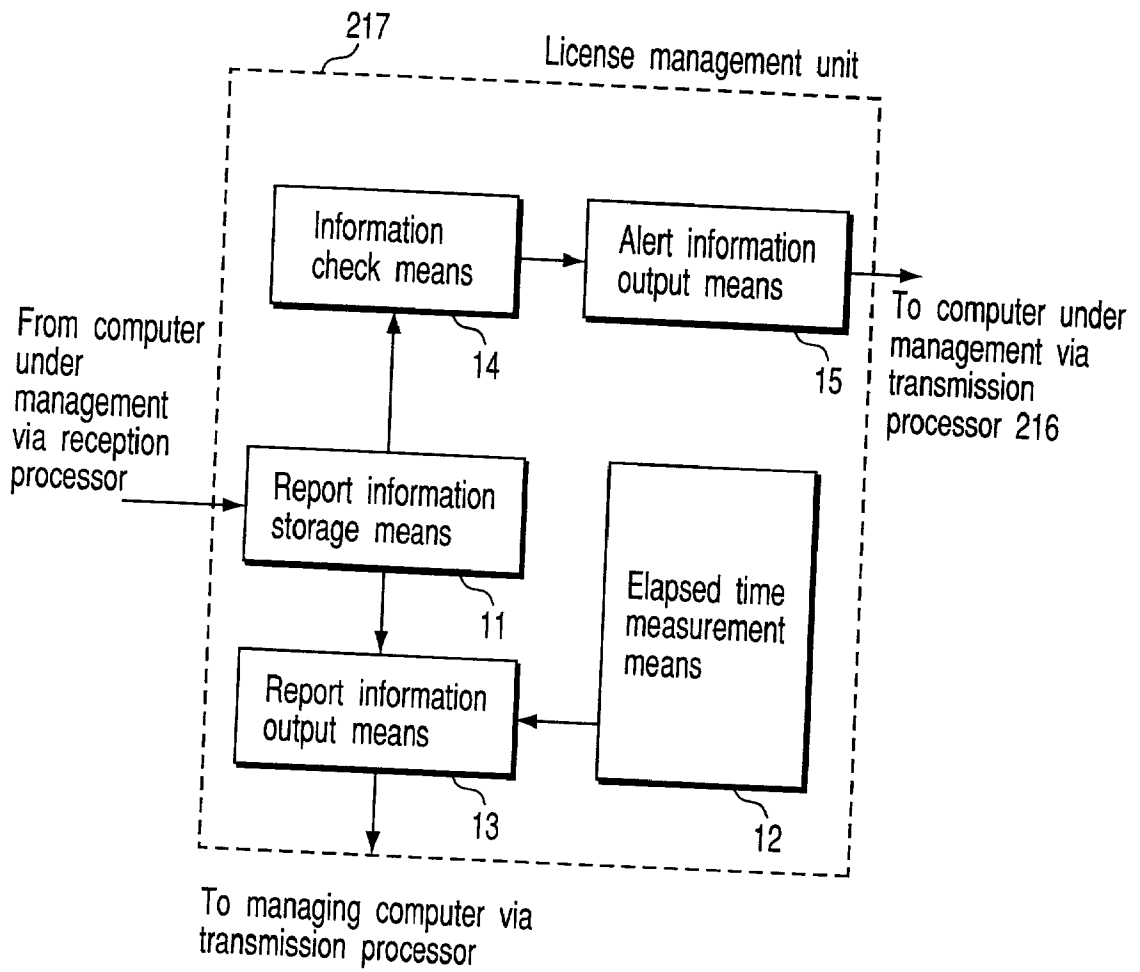 217
License management unit
Information
check means
14
Alert information
output means
15
To computer under
management via
transmission
processor 216
From computer
under
management
via reception
processor
Report information
storage means
11
Elapsed time
measurement
means
12
Report information
output means
13
To managing computer via
transmission processor